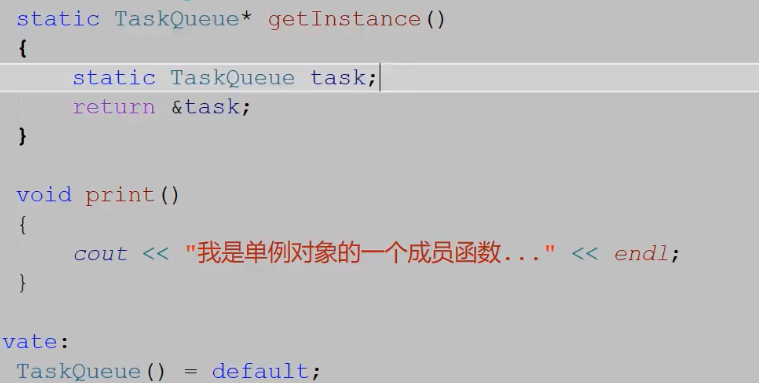 static TaskQueue* getInstance()
{
static TaskQueue task;
return &task;
}
void print()
{
cout << "我是单例对象的一个成员函数..." << endl;
}
vate:
TaskQueue() = default;